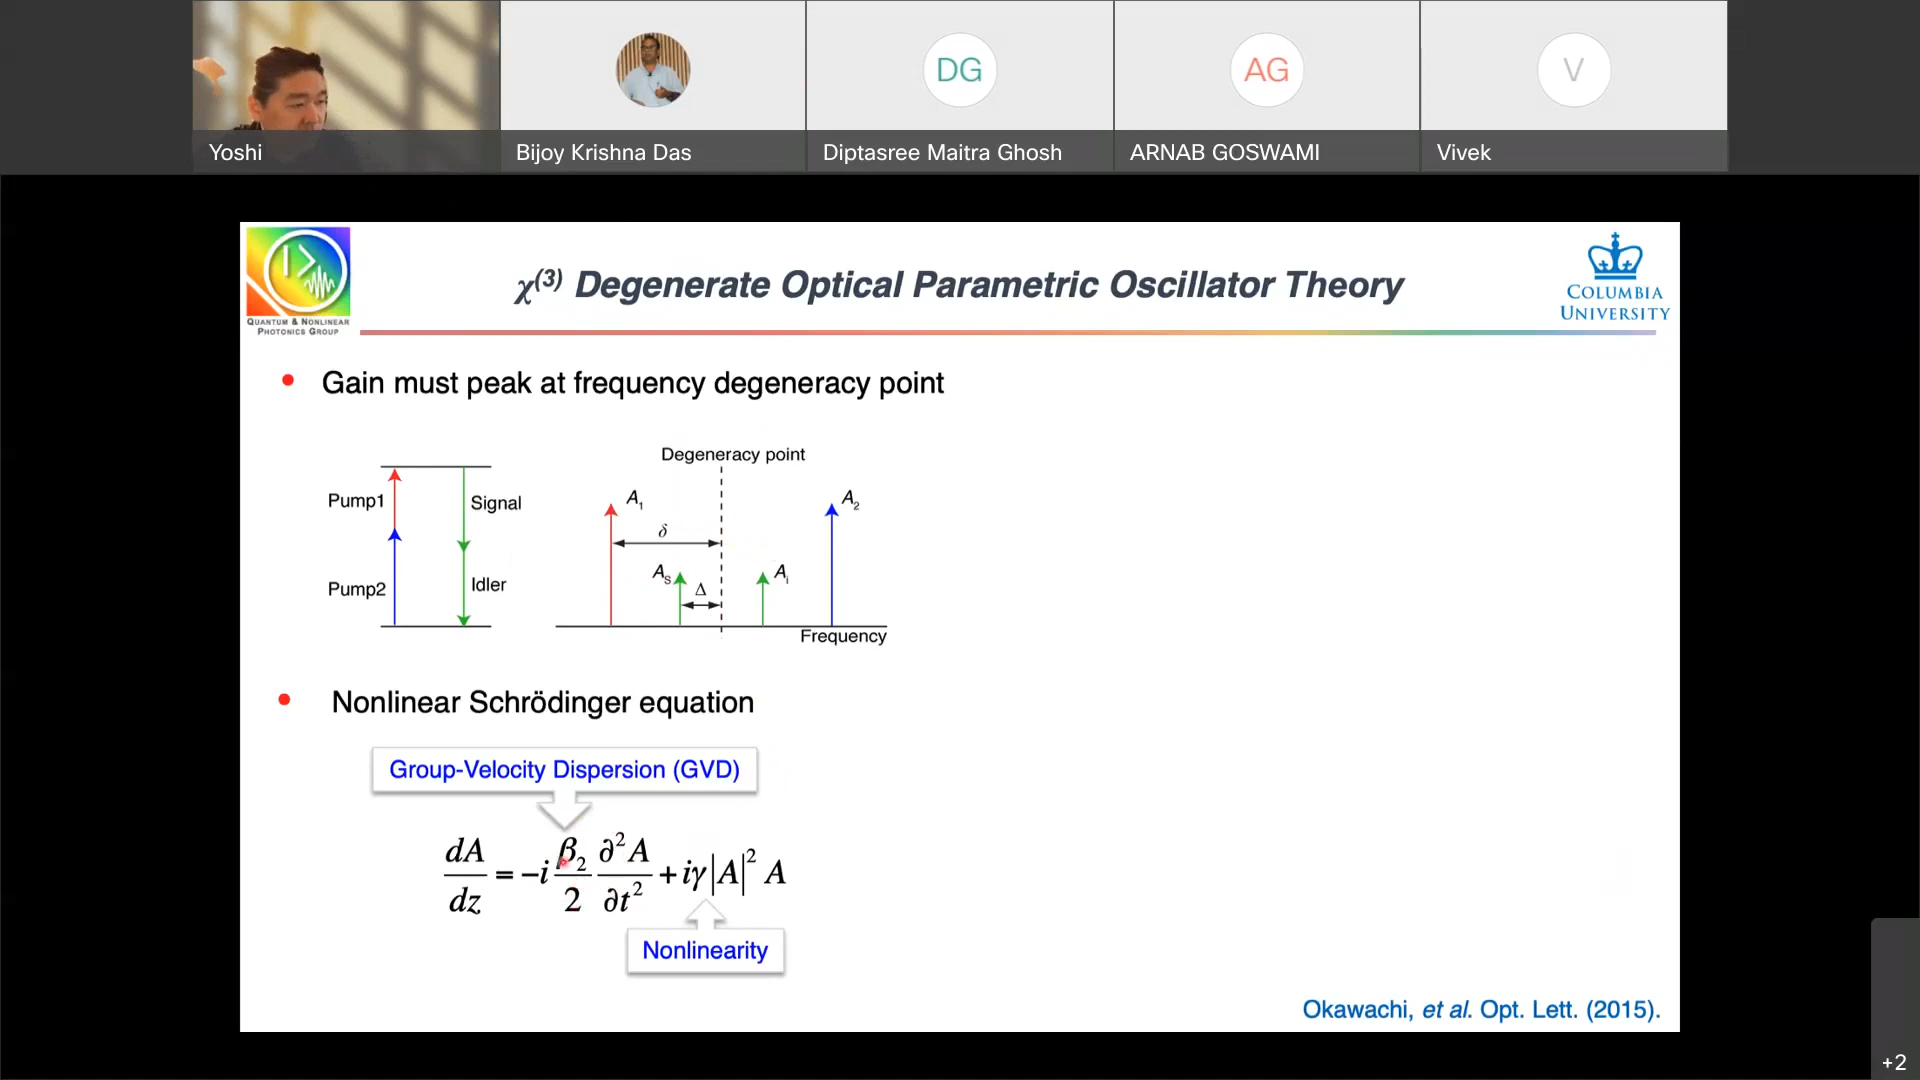 Yoshi
Bijoy Krishna Das
DG
Diptasree Maitra Ghosh
AG
ARNAB GOSWAMI
V
Vivek
QUANTUM & NONLINEAR
PHOTONICS GROUP
χ(3) Degenerate Optical Parametric Oscillator Theory
COLUMBIA
UNIVERSITY
• Gain must peak at frequency degeneracy point
Pump1
Signal
Pump2
Idler
Degeneracy point
A₁
A₂
δ
Aₛ
Δ
Aᵢ
Frequency
• Nonlinear Schrödinger equation
Group-Velocity Dispersion (GVD)
dA/dz = −i β₂/2 ∂²A/∂t² + iγ|A|² A
Nonlinearity
Okawachi, et al. Opt. Lett. (2015).
+2